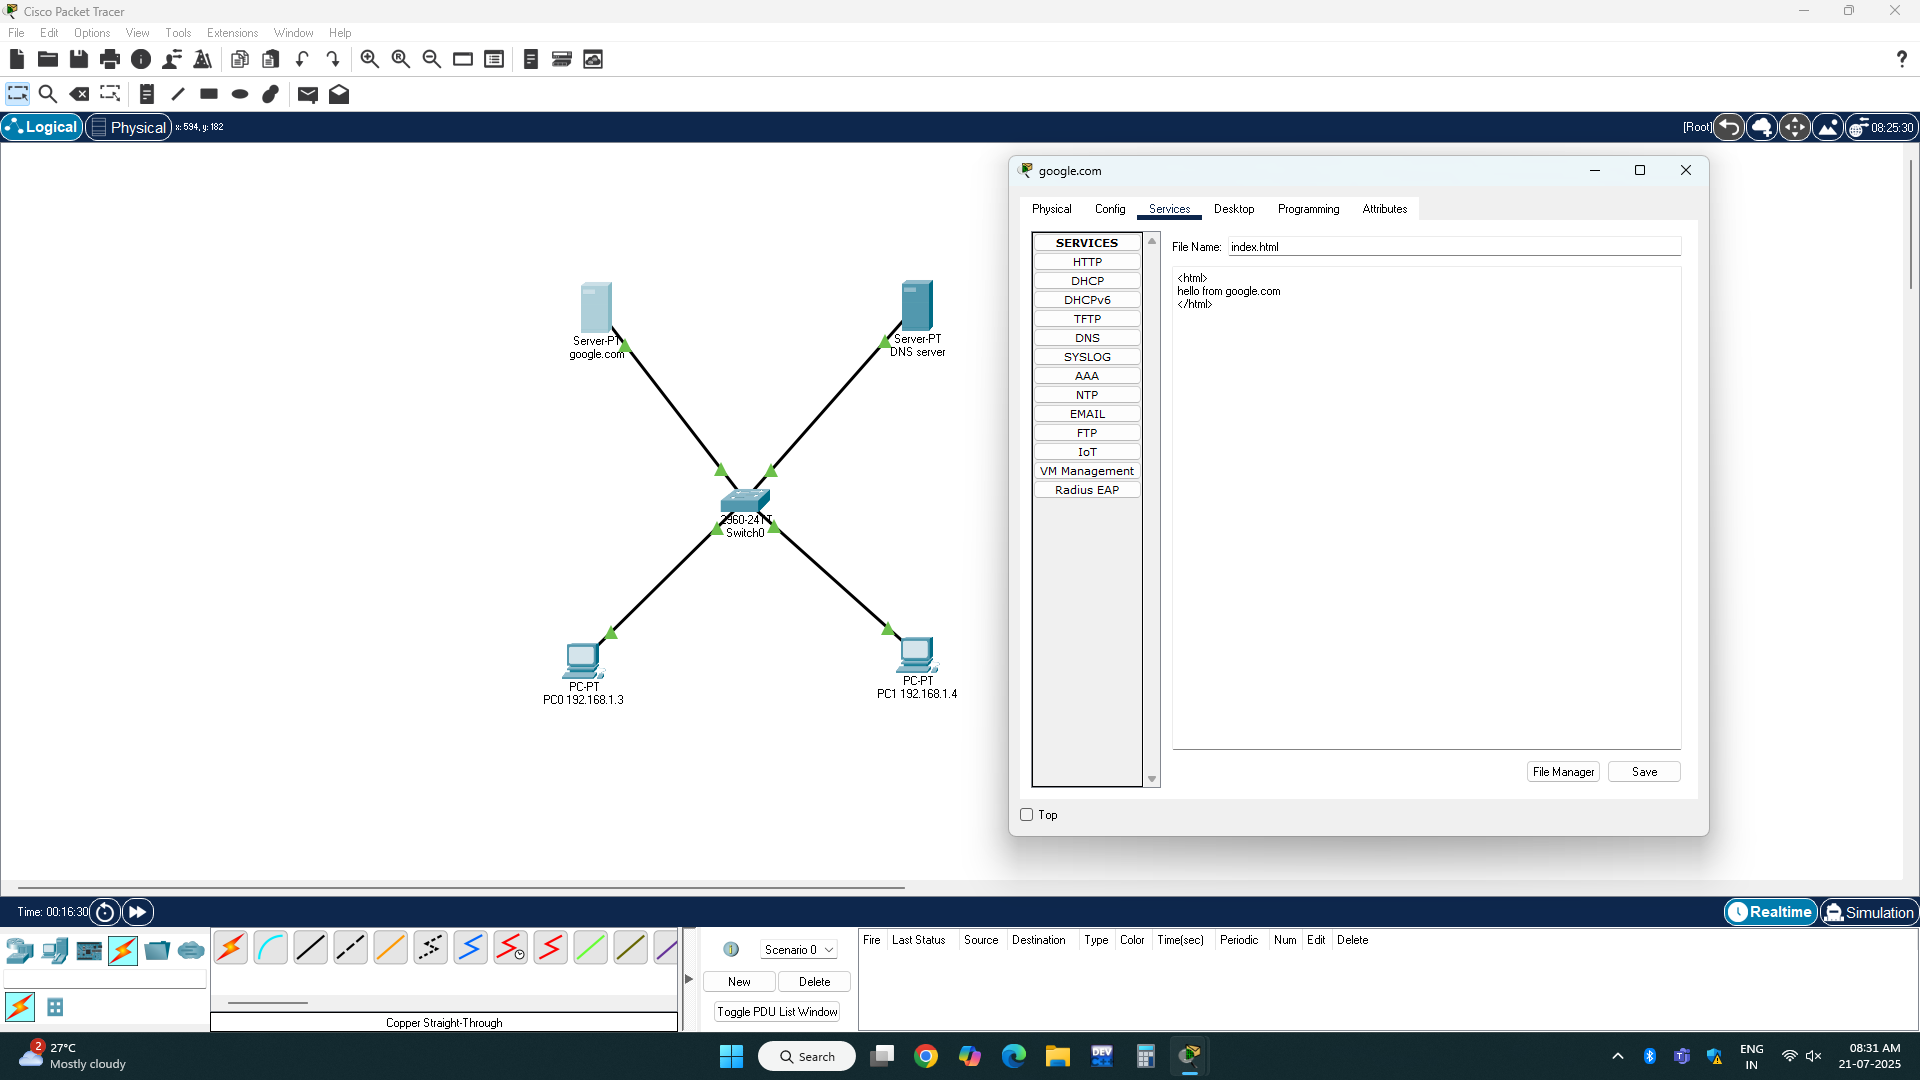 Cisco Packet Tracer
File Edit Options View Tools Extensions Window Help
?
Logical Physical x: 594, y: 182 [Root] 08:25:30
google.com
Physical Config Services Desktop Programming Attributes
SERVICES
HTTP
DHCP
DHCPv6
TFTP
DNS
SYSLOG
AAA
NTP
EMAIL
FTP
IoT
VM Management
Radius EAP
File Name: index.html
<html>
hello from google.com
</html>
File Manager Save
Top
Server-PT
google.com
Server-PT
DNS server
2960-24TT
Switch0
PC-PT
PC0 192.168.1.3
PC-PT
PC1 192.168.1.4
Time: 00:16:30 Realtime Simulation
Scenario 0
New Delete
Toggle PDU List Window
Fire Last Status Source Destination Type Color Time(sec) Periodic Num Edit Delete
Copper Straight-Through
2
27°C
Mostly cloudy
Search
DEV
ENG
IN
08:31 AM
21-07-2025